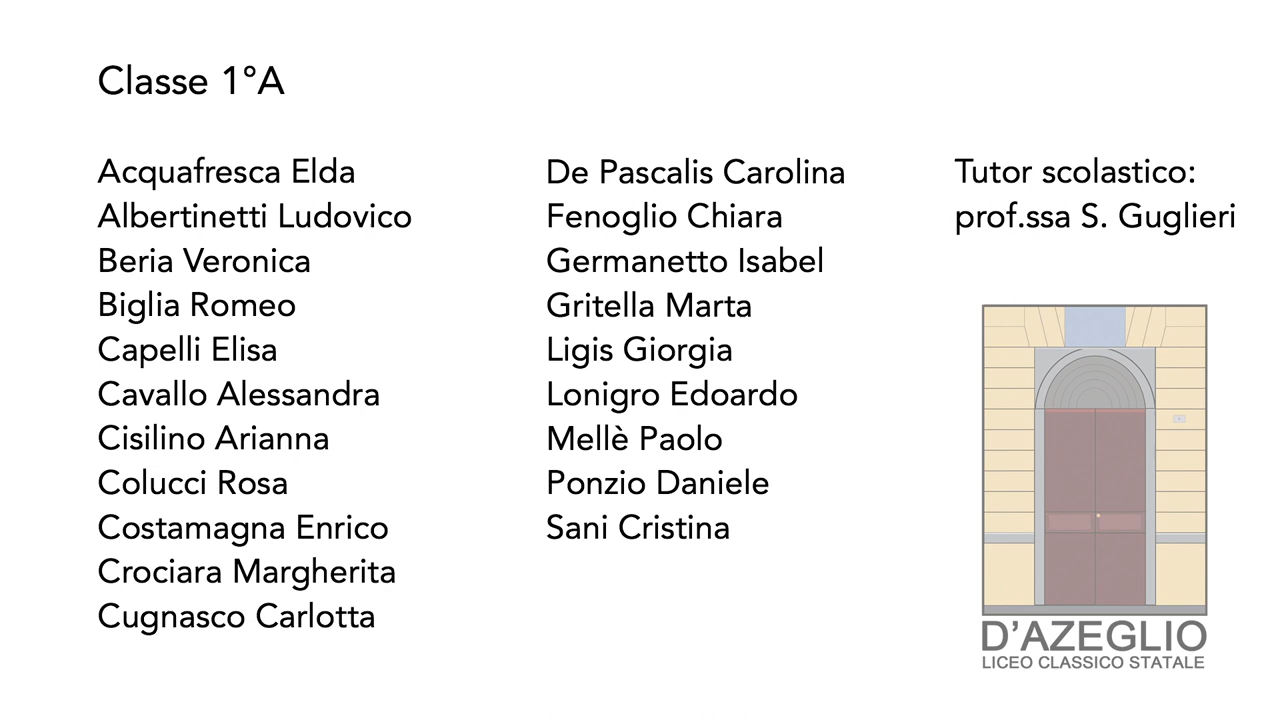 Classe 1°A
Acquafresca Elda
Albertinetti Ludovico
Beria Veronica
Biglia Romeo
Capelli Elisa
Cavallo Alessandra
Cisilino Arianna
Colucci Rosa
Costamagna Enrico
Crociara Margherita
Cugnasco Carlotta
De Pascalis Carolina
Fenoglio Chiara
Germanetto Isabel
Gritella Marta
Ligis Giorgia
Lonigro Edoardo
Mellè Paolo
Ponzio Daniele
Sani Cristina
Tutor scolastico:
prof.ssa S. Guglieri
D'AZEGLIO
LICEO CLASSICO STATALE